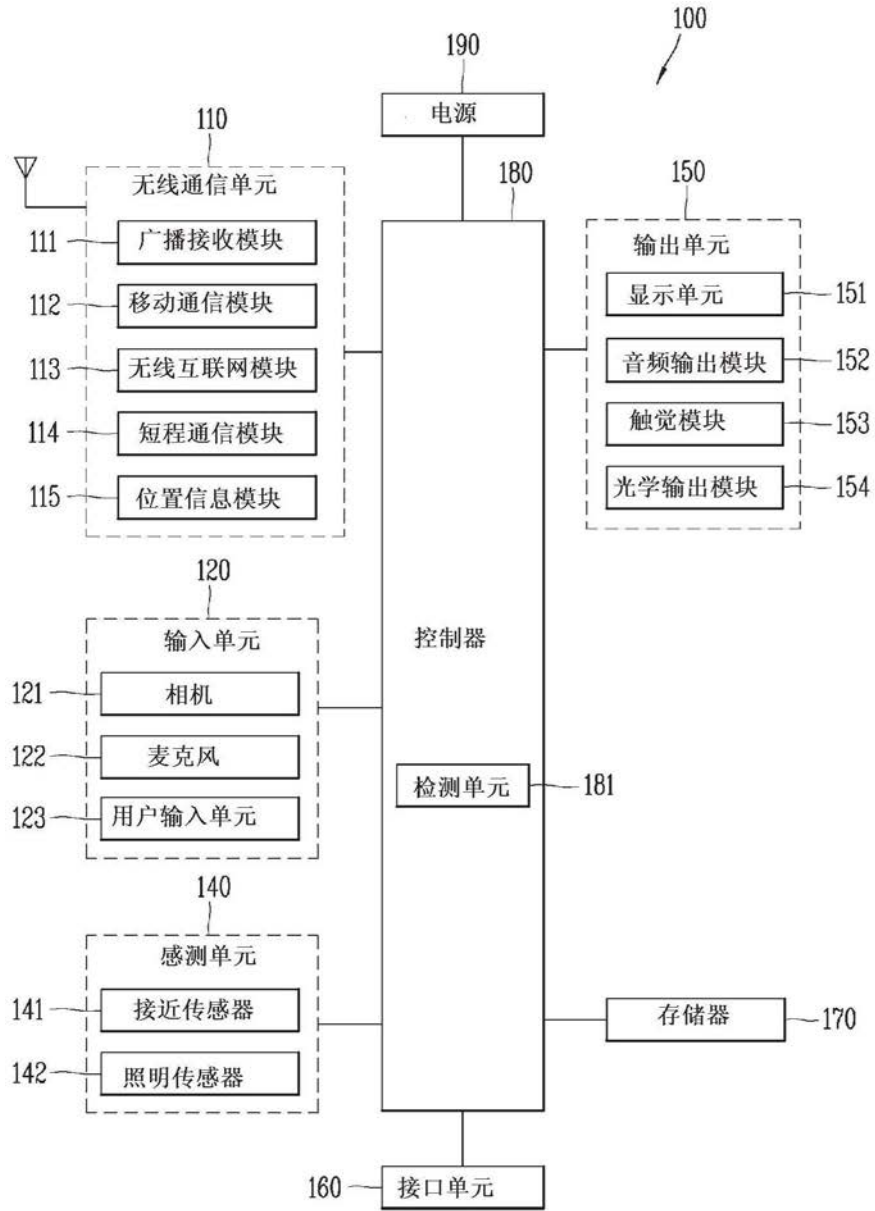 100
190
电源
110
无线通信单元
111
广播接收模块
112
移动通信模块
113
无线互联网模块
114
短程通信模块
115
位置信息模块
120
输入单元
121
相机
122
麦克风
123
用户输入单元
140
感测单元
141
接近传感器
142
照明传感器
180
控制器
检测单元
181
150
输出单元
显示单元
151
音频输出模块
152
触觉模块
153
光学输出模块
154
存储器
170
160
接口单元